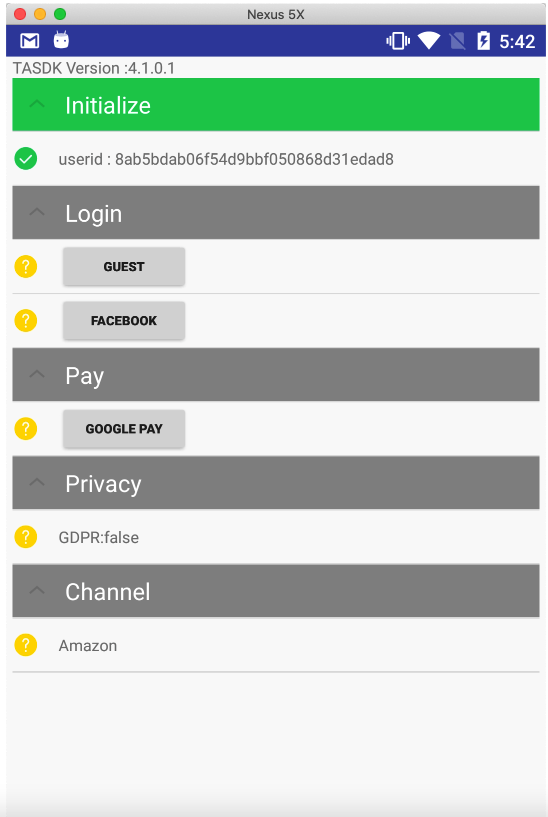 Nexus 5X
5:42
TASDK Version :4.1.0.1
Initialize
userid : 8ab5bdab06f54d9bbf050868d31edad8
Login
GUEST
FACEBOOK
Pay
GOOGLE PAY
Privacy
GDPR:false
Channel
Amazon